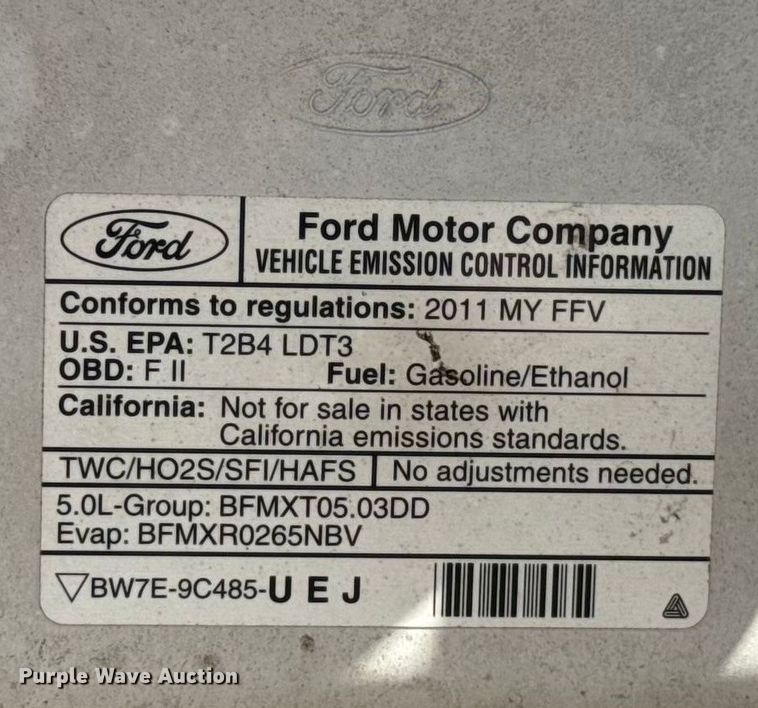 Ford
Ford
Ford Motor Company
VEHICLE EMISSION CONTROL INFORMATION
Conforms to regulations: 2011 MY FFV
U.S. EPA: T2B4 LDT3
OBD: F II Fuel: Gasoline/Ethanol
California: Not for sale in states with
California emissions standards.
TWC/HO2S/SFI/HAFS No adjustments needed.
5.0L-Group: BFMXT05.03DD
Evap: BFMXR0265NBV
▽BW7E-9C485-U E J
Purple Wave Auction